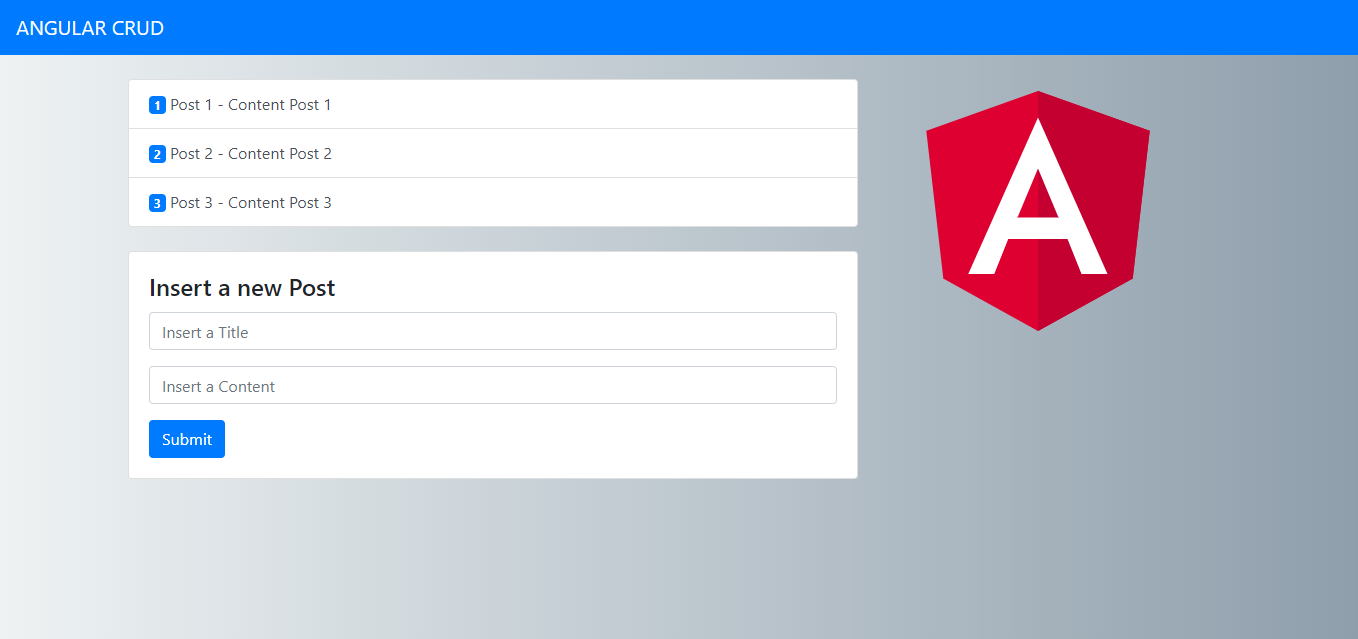 ANGULAR CRUD
1 Post 1 - Content Post 1
2 Post 2 - Content Post 2
3 Post 3 - Content Post 3
A
Insert a new Post
Insert a Title
Insert a Content
Submit